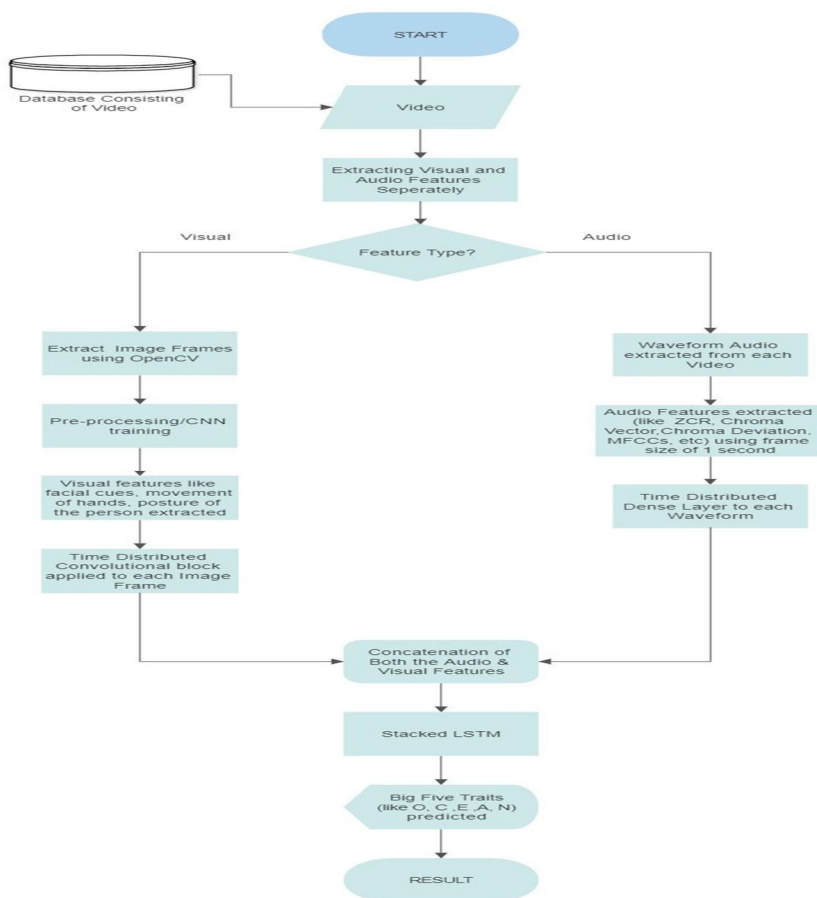 START
Database Consisting
of Video
Video
Extracting Visual and
Audio Features
Seperately
Visual
Feature Type?
Audio
Extract Image Frames
using OpenCV
Pre-processing/CNN
training
Visual features like
facial cues, movement
of hands, posture of
the person extracted
Time Distributed
Convolutional block
applied to each Image
Frame
Waveform Audio
extracted from each
Video
Audio Features extracted
(like ZCR, Chroma
Vector,Chroma Deviation,
MFCCs, etc) using frame
size of 1 second
Time Distributed
Dense Layer to each
Waveform
Concatenation of
Both the Audio &
Visual Features
Stacked LSTM
Big Five Traits
(like O, C ,E ,A, N)
predicted
RESULT